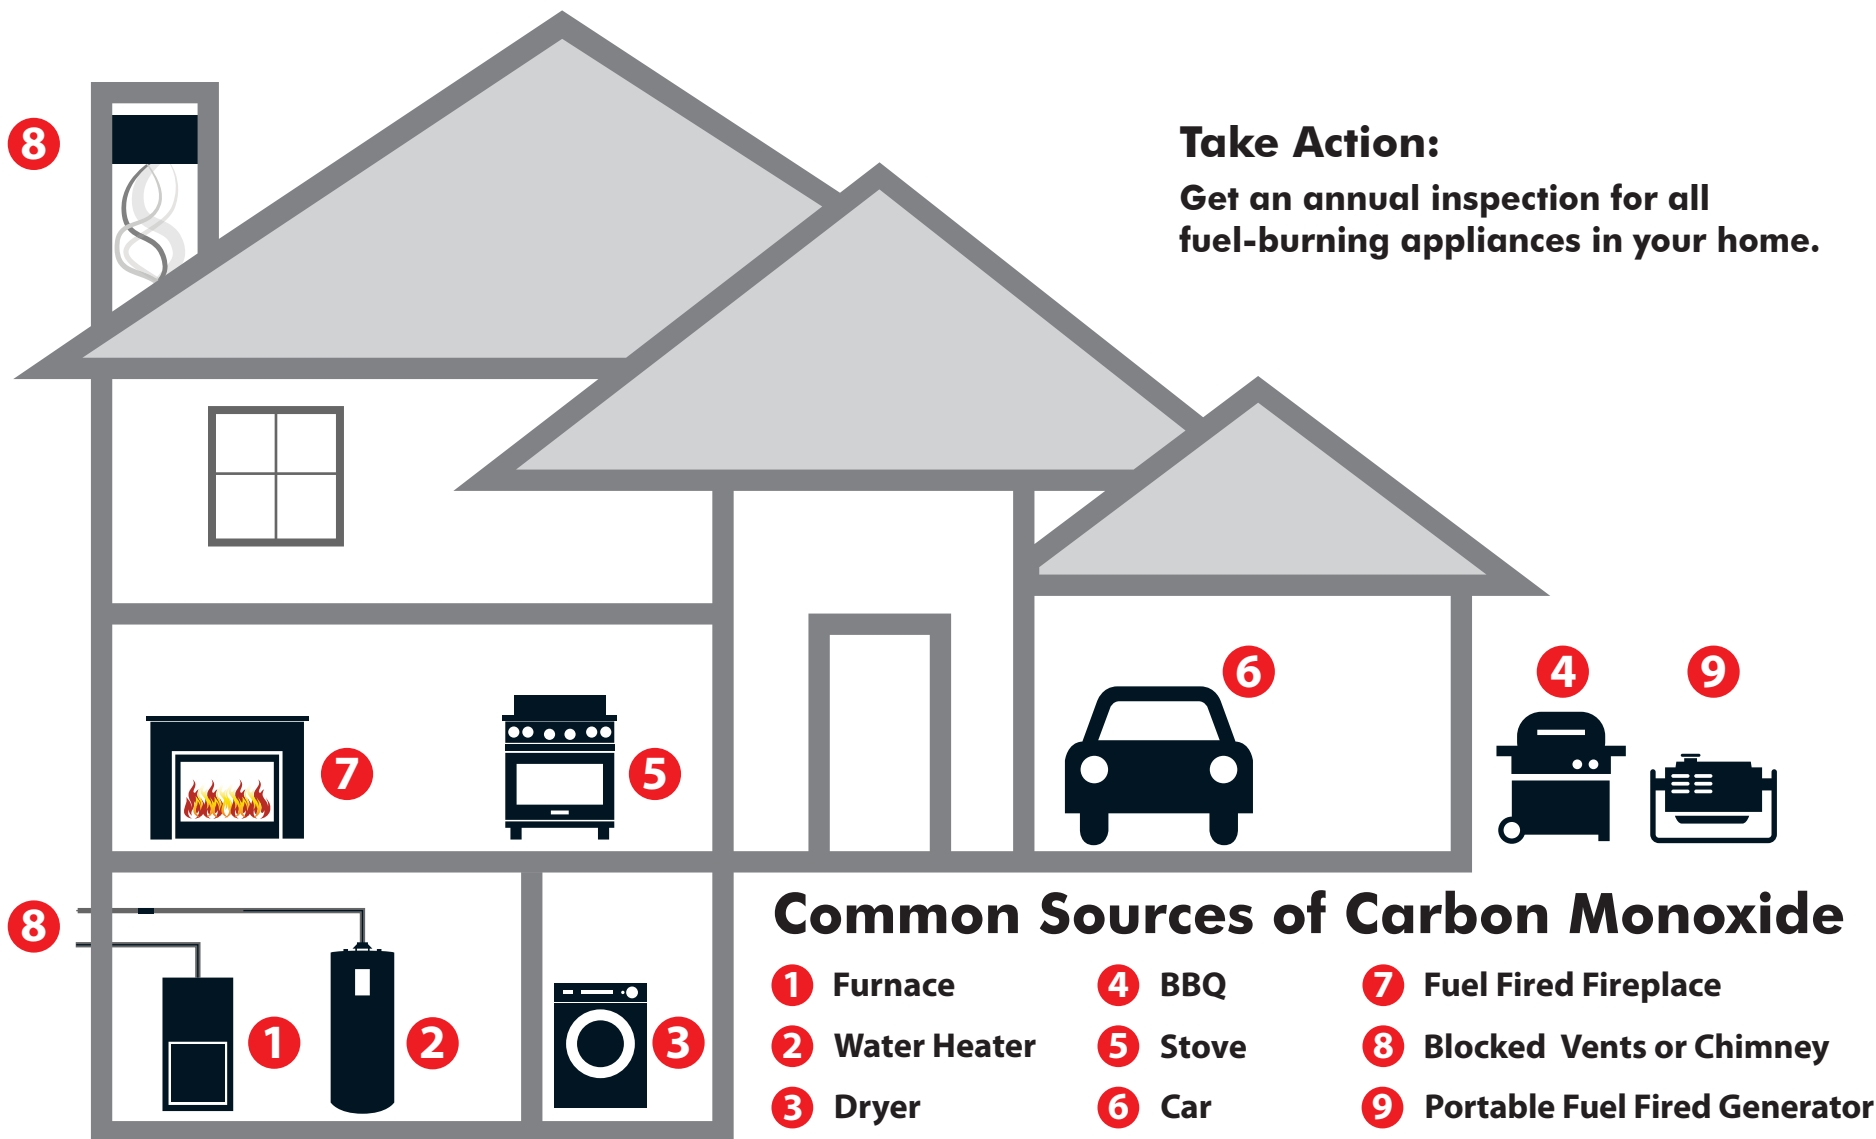 8
Take Action:
Get an annual inspection for all
fuel-burning appliances in your home.
6
4
9
7
5
8
Common Sources of Carbon Monoxide
1 Furnace
2 Water Heater
3 Dryer
4 BBQ
5 Stove
6 Car
7 Fuel Fired Fireplace
8 Blocked Vents or Chimney
9 Portable Fuel Fired Generator
1
2
3